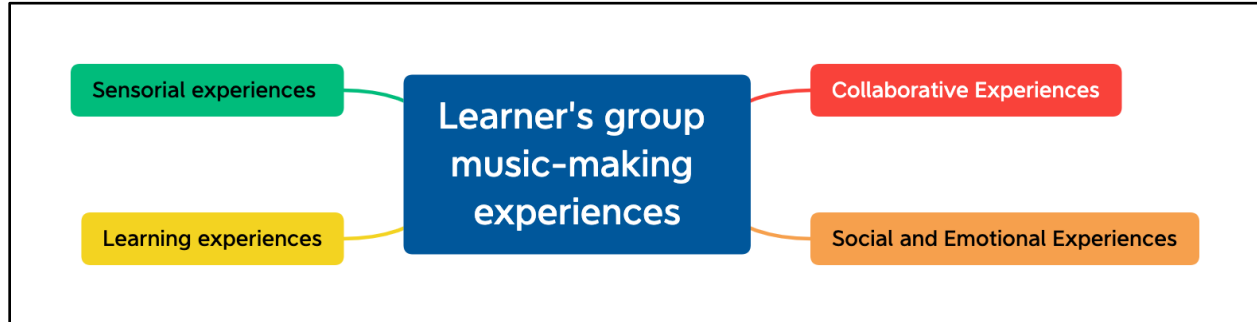 Sensorial experiences
Learner's group
music-making
experiences
Collaborative Experiences
Learning experiences
Social and Emotional Experiences